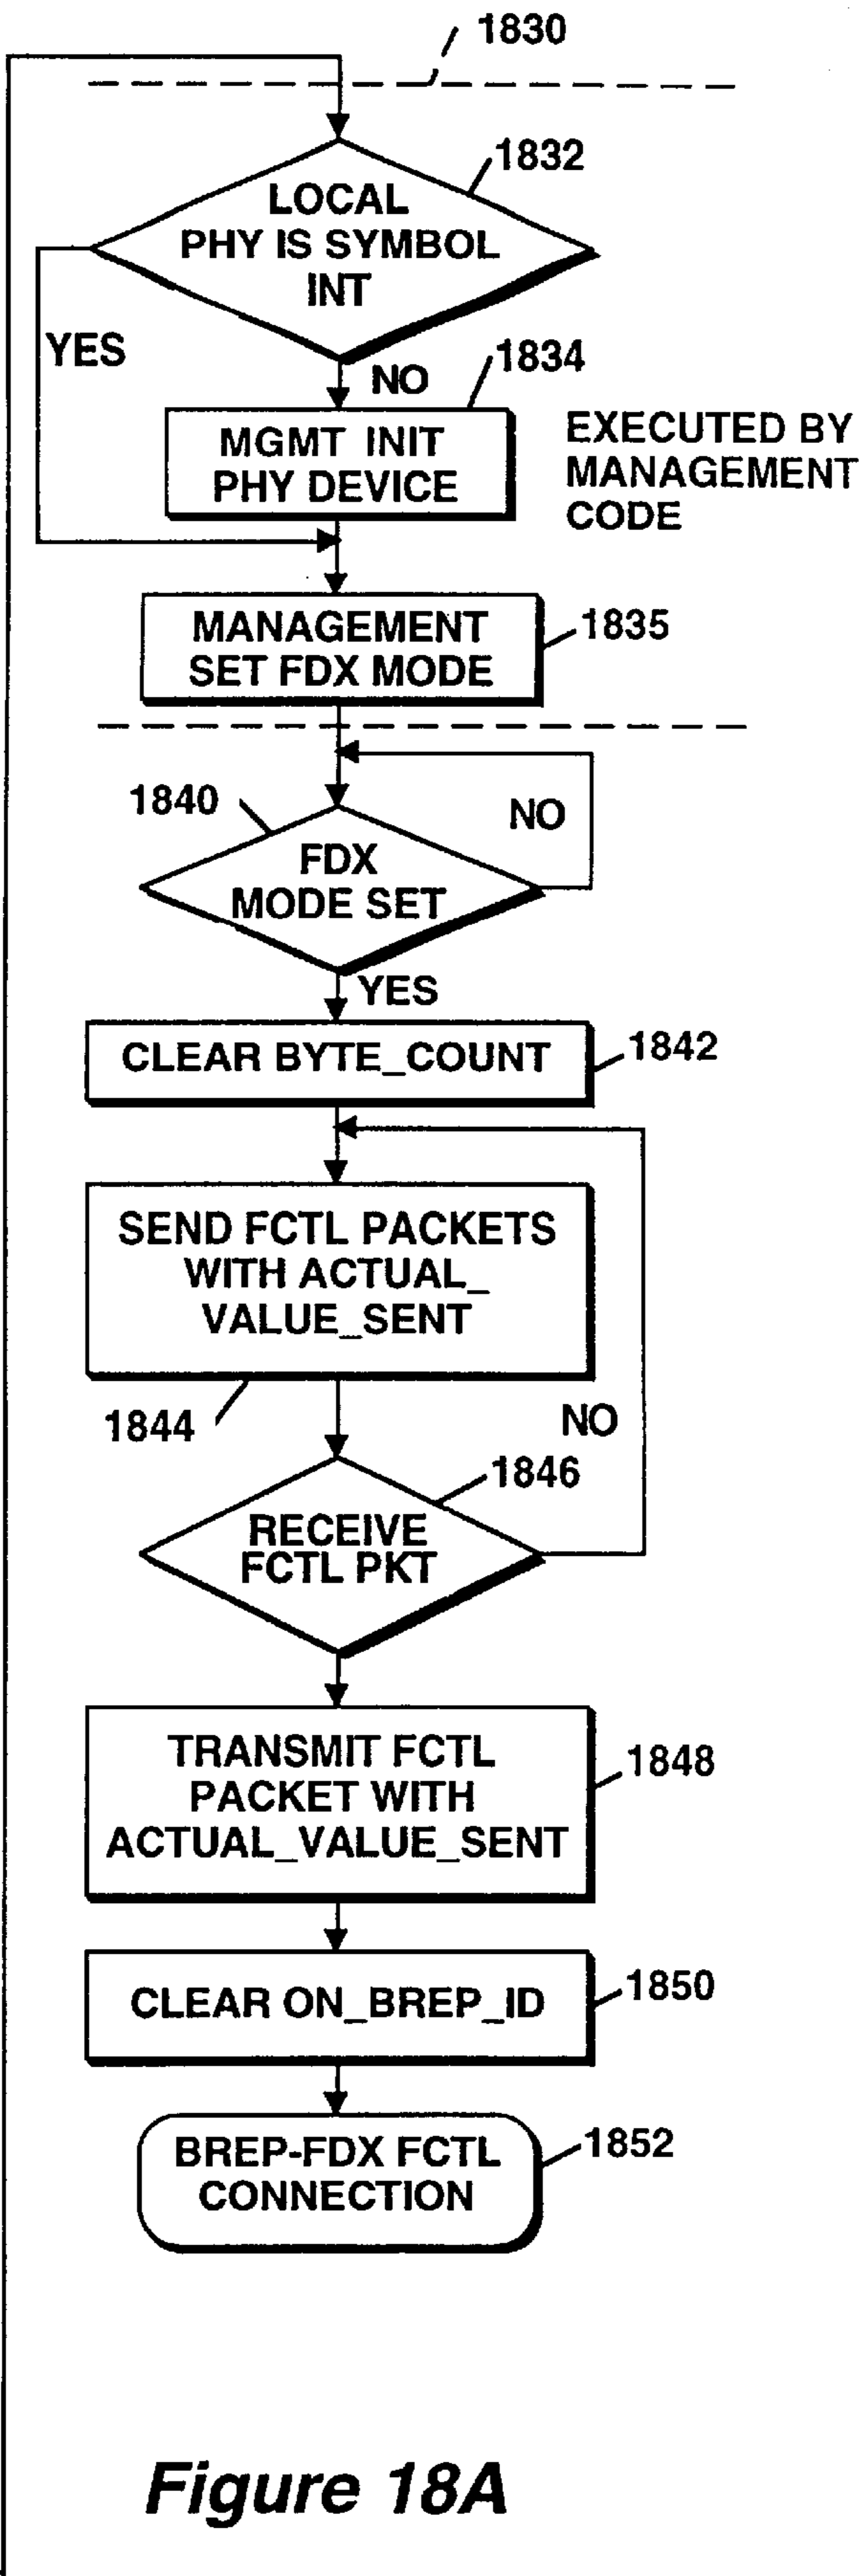 1830
1832
LOCAL
PHY IS SYMBOL
INT
YES
NO
1834
MGMT INIT
PHY DEVICE
EXECUTED BY
MANAGEMENT
CODE
MANAGEMENT
SET FDX MODE
1835
1840
NO
FDX
MODE SET
YES
CLEAR BYTE_COUNT
1842
SEND FCTL PACKETS
WITH ACTUAL_
VALUE_SENT
1844
NO
1846
RECEIVE
FCTL PKT
TRANSMIT FCTL
PACKET WITH
ACTUAL_VALUE_SENT
1848
CLEAR ON_BREP_ID
1850
BREP-FDX FCTL
CONNECTION
1852
Figure 18A